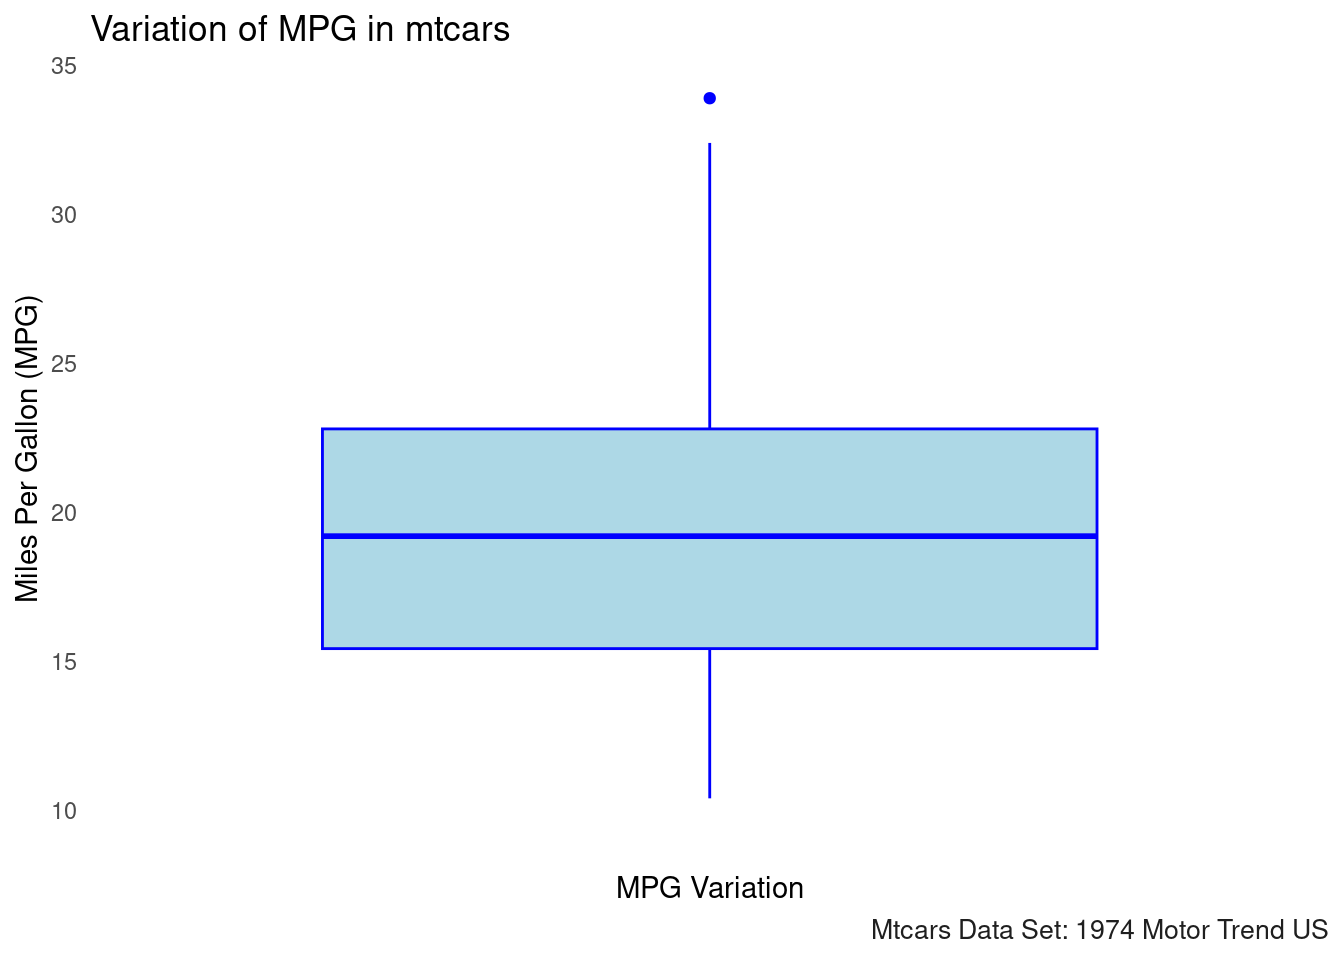 Variation of MPG in mtcars
35
30
25
20
15
10
Miles Per Gallon (MPG)
MPG Variation
Mtcars Data Set: 1974 Motor Trend US